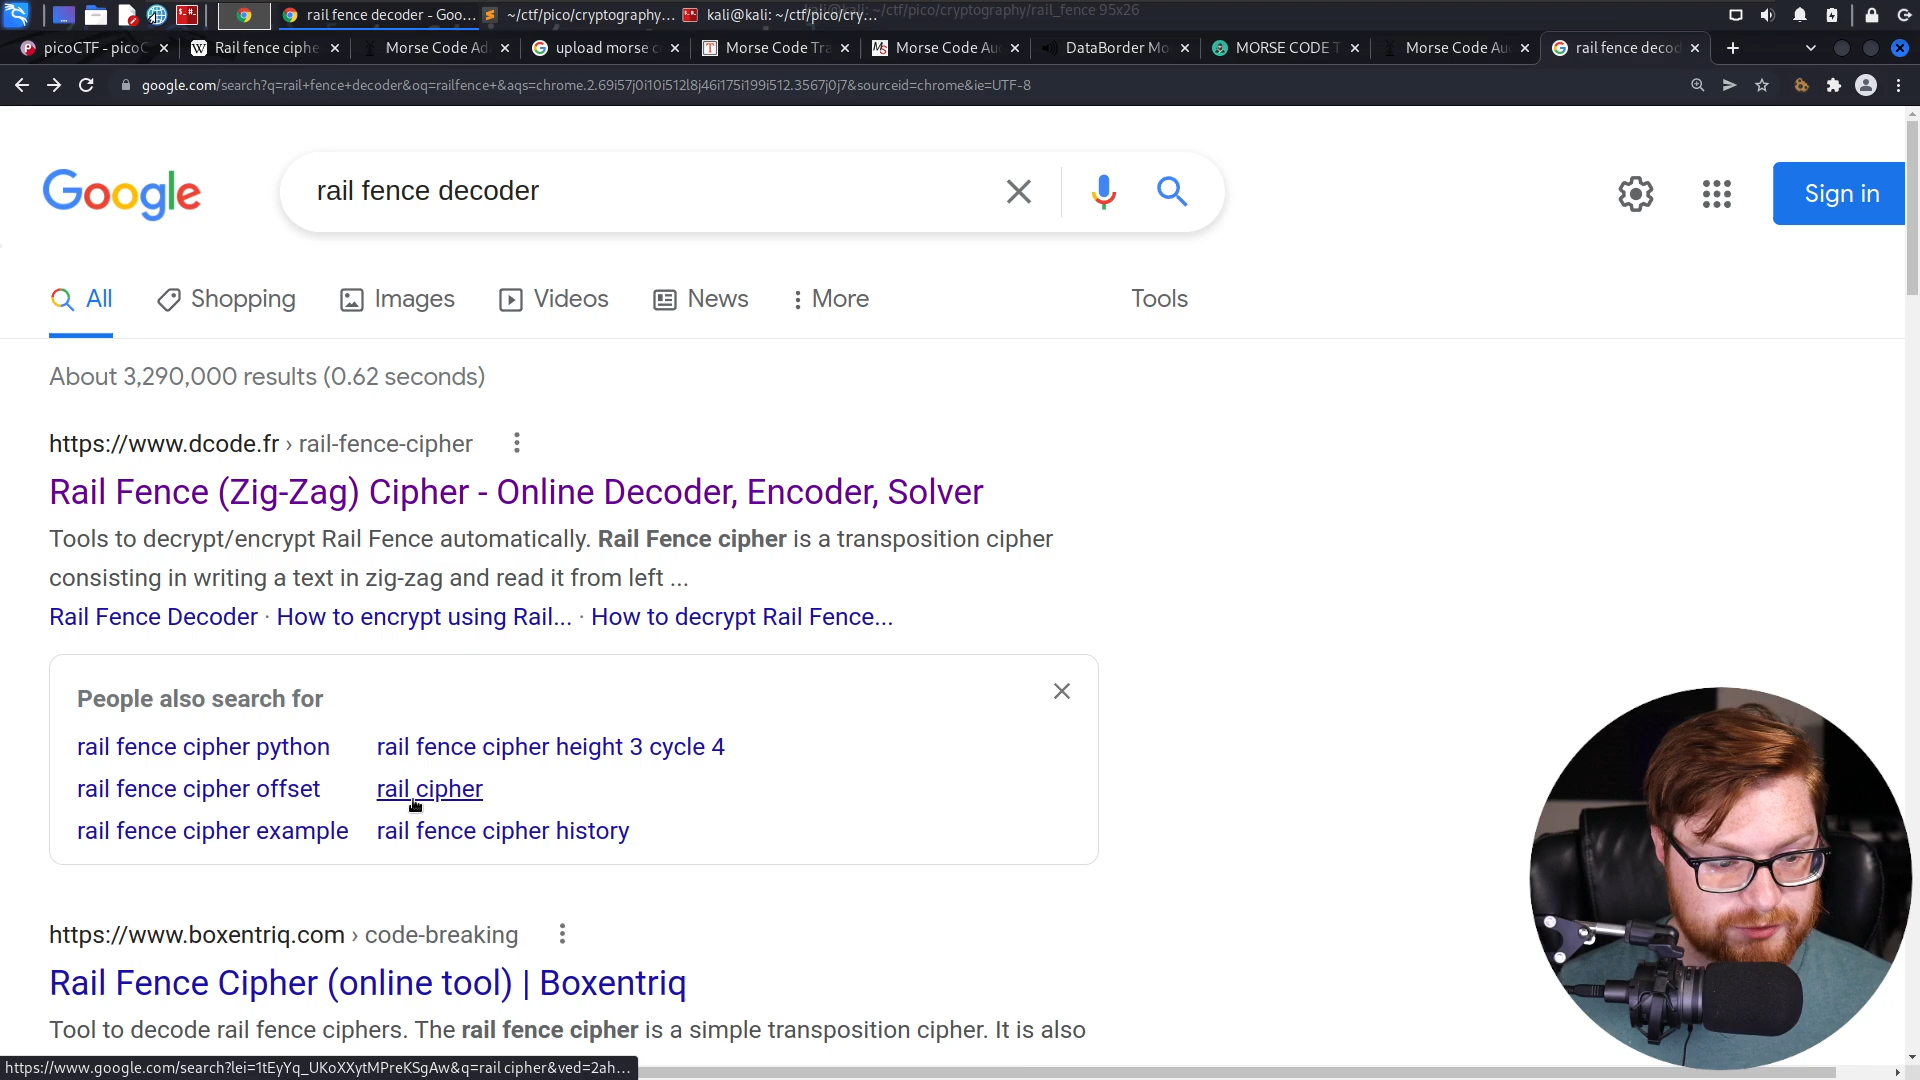 rail fence decoder - Goo...
~/ctf/pico/cryptography...
kali@kali: ~/ctf/pico/cry...
~/ctf/pico/cryptography/rail_fence 95x26
picoCTF - picoC
Rail fence ciphe
Morse Code Ad
upload morse c
Morse Code Tra
Morse Code Au
DataBorder Mo
MORSE CODE T
Morse Code Au
rail fence decod
google.com/search?q=rail+fence+decoder&oq=railfence+&aqs=chrome.2.69i57j0i10i512l8j46i175i199i512.3567j0j7&sourceid=chrome&ie=UTF-8
Google
rail fence decoder
Sign in
All
Shopping
Images
Videos
News
More
Tools
About 3,290,000 results (0.62 seconds)
https://www.dcode.fr › rail-fence-cipher
Rail Fence (Zig-Zag) Cipher - Online Decoder, Encoder, Solver
Tools to decrypt/encrypt Rail Fence automatically. Rail Fence cipher is a transposition cipher
consisting in writing a text in zig-zag and read it from left ...
Rail Fence Decoder · How to encrypt using Rail... · How to decrypt Rail Fence...
People also search for
rail fence cipher python
rail fence cipher height 3 cycle 4
rail fence cipher offset
rail cipher
rail fence cipher example
rail fence cipher history
https://www.boxentriq.com › code-breaking
Rail Fence Cipher (online tool) | Boxentriq
Tool to decode rail fence ciphers. The rail fence cipher is a simple transposition cipher. It is also
https://www.google.com/search?lei=1tEyYq_UKoXXytMPreKSgAw&q=rail cipher&ved=2ah...